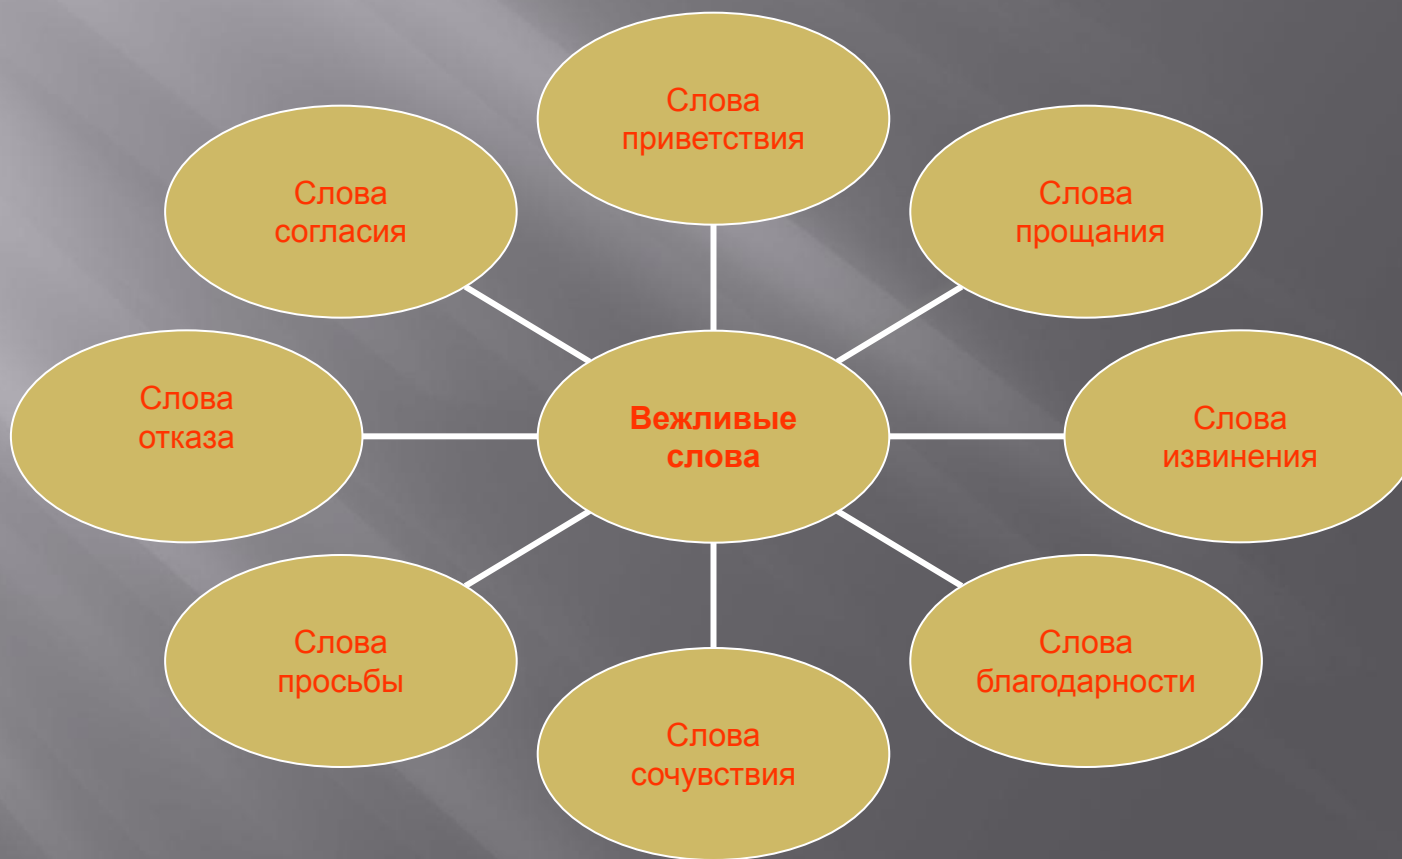 Слова
приветствия
Слова
согласия
Слова
прощания
Слова
отказа
Вежливые
слова
Слова
извинения
Слова
просьбы
Слова
благодарности
Слова
сочувствия